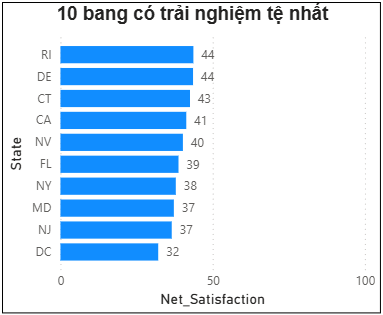 10 bang có trải nghiệm tệ nhất
State
RI 44
DE 44
CT 43
CA 41
NV 40
FL 39
NY 38
MD 37
NJ 37
DC 32
0 50 100
Net_Satisfaction